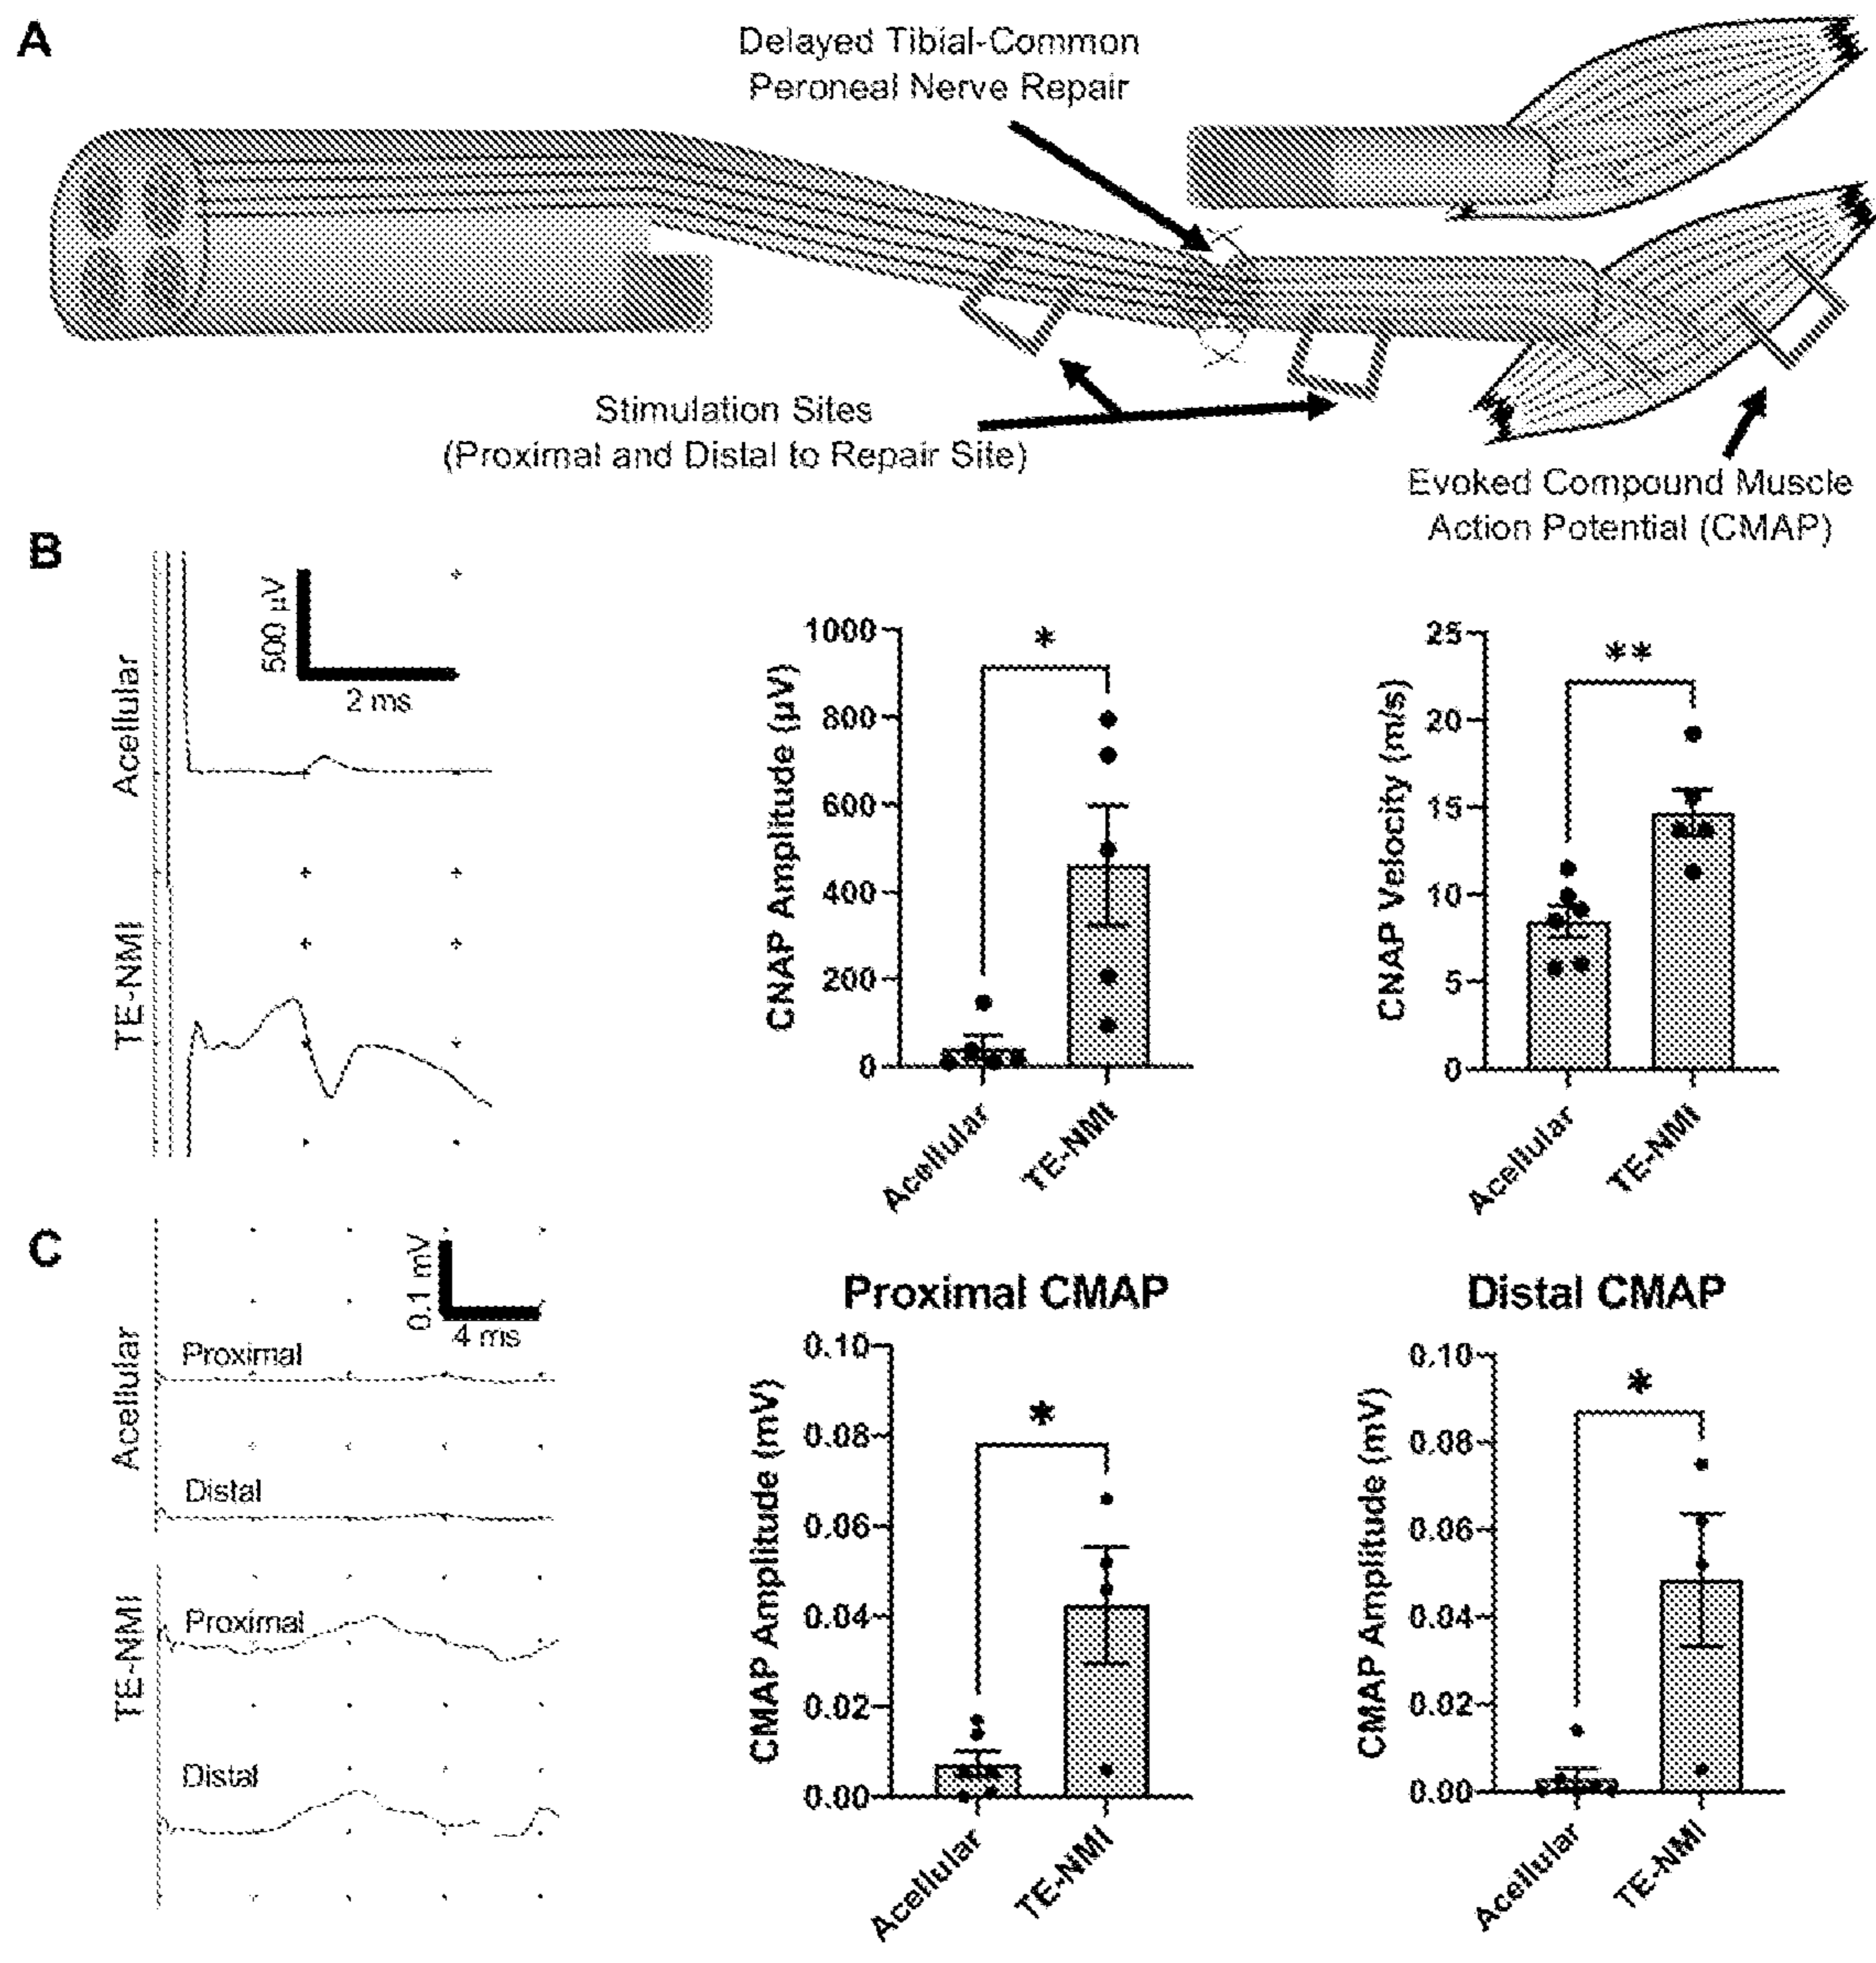 A
Delayed Tibial-Common
Peroneal Nerve Repair
Stimulation Sites
(Proximal and Distal to Repair Site)
Evoked Compound Muscle
Action Potential (CMAP)
B
Acellular
TE-NMI
500 µV
2 ms
CNAP Amplitude (µV)
1000
800
600
400
200
0
*
Acellular
TE-NMI
CNAP Velocity (m/s)
25
20
15
10
5
0
**
Acellular
TE-NMI
C
Acellular
Proximal
Distal
TE-NMI
Proximal
Distal
0.1 mV
4 ms
Proximal CMAP
CMAP Amplitude (mV)
0.10
0.08
0.06
0.04
0.02
0.00
*
Acellular
TE-NMI
Distal CMAP
CMAP Amplitude (mV)
0.10
0.08
0.06
0.04
0.02
0.00
*
Acellular
TE-NMI